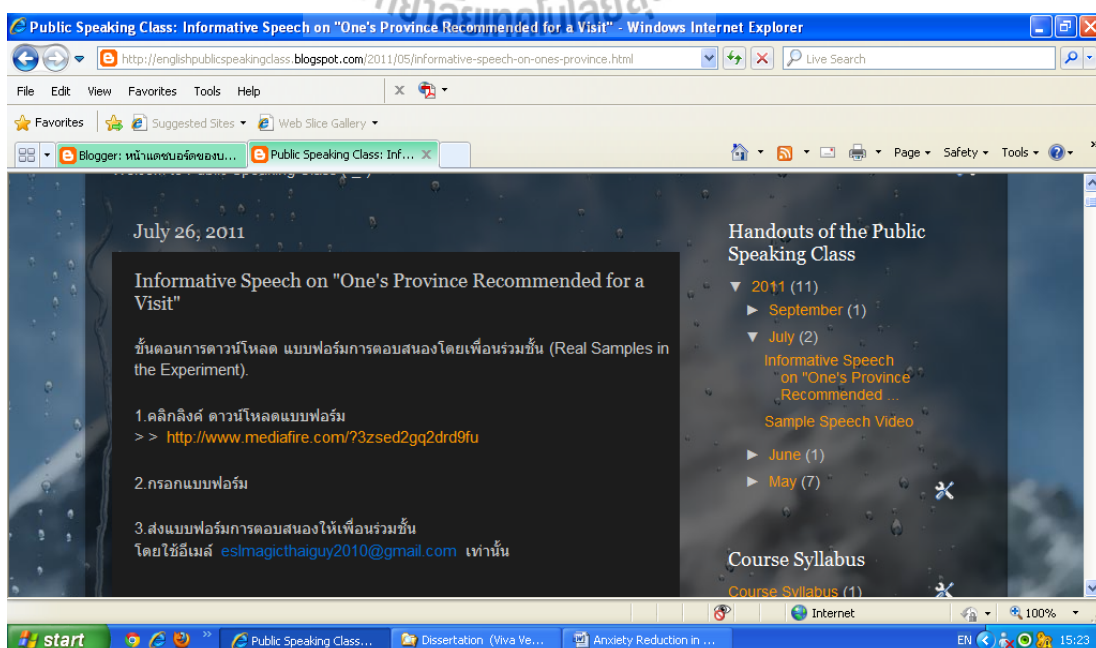 Public Speaking Class: Informative Speech on "One's Province Recommended for a Visit" - Windows Internet Explorer
http://englishpublicspeakingclass.blogspot.com/2011/05/informative-speech-on-ones-province.html
Live Search
File Edit View Favorites Tools Help
Favorites Suggested Sites Web Slice Gallery
Blogger: หน้าแดชบอร์ดของบ... Public Speaking Class: Inf... Page Safety Tools
July 26, 2011
Informative Speech on "One's Province Recommended for a
Visit"
ขั้นตอนการดาวน์โหลด แบบฟอร์มการตอบสนองโดยเพื่อนร่วมชั้น (Real Samples in
the Experiment).
1.คลิกลิงค์ ดาวน์โหลดแบบฟอร์ม
> > http://www.mediafire.com/?3zsed2gq2drd9fu
2.กรอกแบบฟอร์ม
3.ส่งแบบฟอร์มการตอบสนองให้เพื่อนร่วมชั้น
โดยใช้อีเมล์ eslmagicthaiguy2010@gmail.com เท่านั้น
Handouts of the Public
Speaking Class
▼ 2011 (11)
► September (1)
▼ July (2)
Informative Speech
on "One's Province
Recommended ...
Sample Speech Video
► June (1)
► May (7)
Course Syllabus
Course Syllabus (1)
Internet 100%
start Public Speaking Class... Dissertation (Viva Ve... Anxiety Reduction in ... EN 15:23